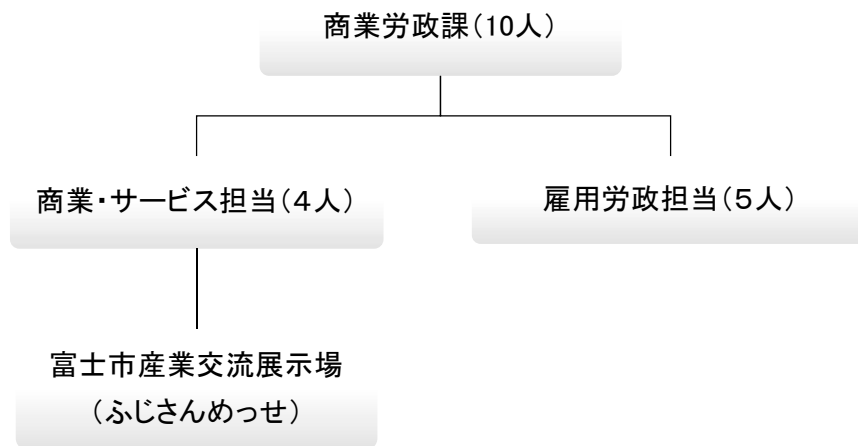 商業労政課（10人）
商業・サービス担当（４人）
雇用労政担当（５人）
富士市産業交流展示場
（ふじさんめっせ）